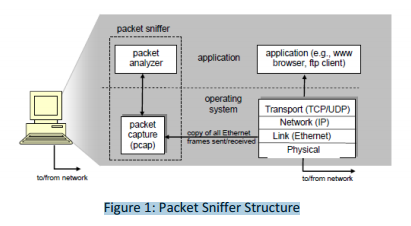 packet sniffer
packet
analyzer
application
application (e.g., www
browser, ftp client)
operating
system
packet
capture
(pcap)
copy of all Ethernet
frames sent/received
Transport (TCP/UDP)
Network (IP)
Link (Ethernet)
Physical
to/from network
to/from network
Figure 1: Packet Sniffer Structure